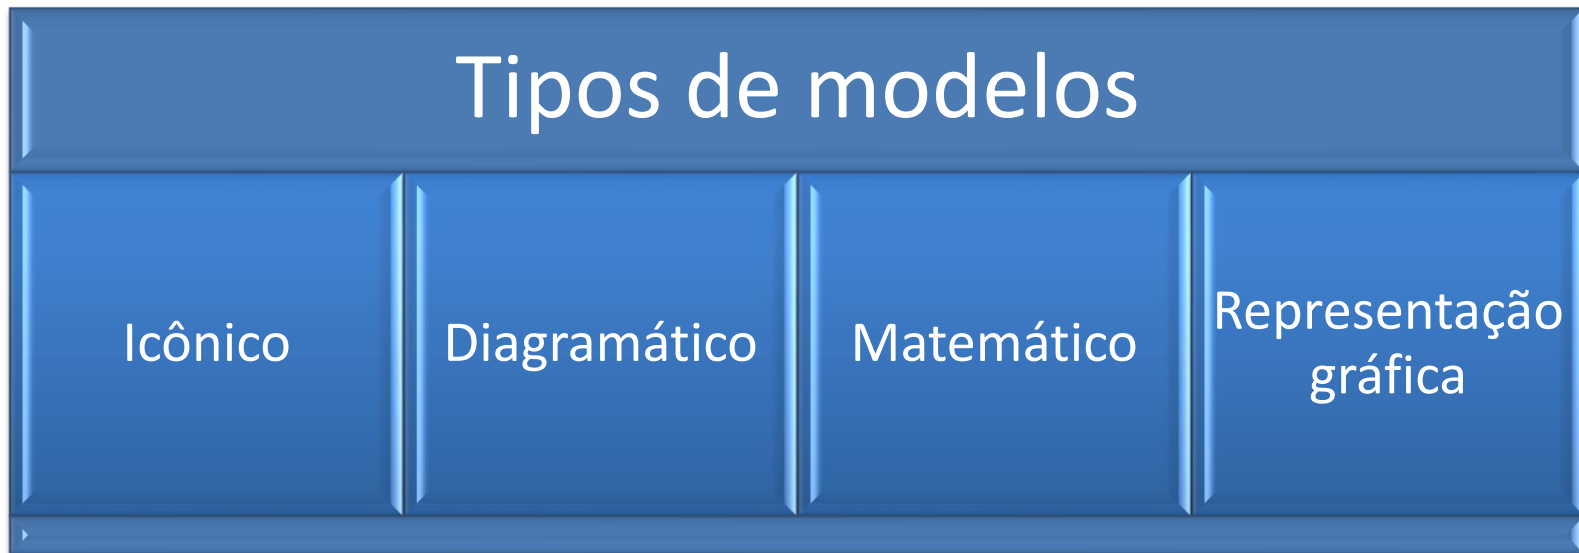 Tipos de modelos
Icônico
Diagramático
Matemático
Representação
gráfica